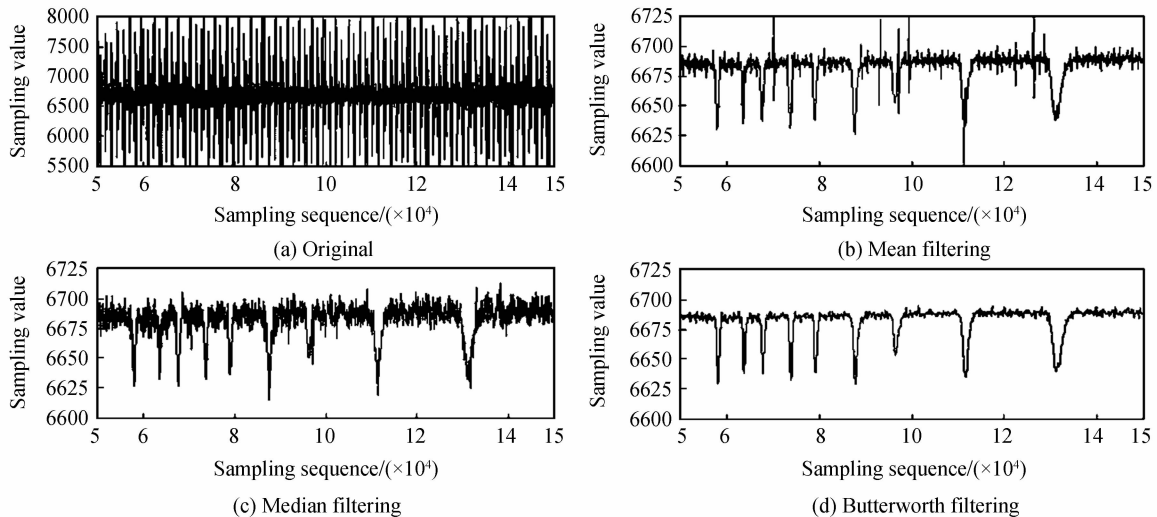 Sampling value
8000
7500
7000
6500
6000
5500
5 6 8 10 12 14 15
Sampling sequence/(×10⁴)
(a) Original
Sampling value
6725
6700
6675
6650
6625
6600
5 6 8 10 12 14 15
Sampling sequence/(×10⁴)
(b) Mean filtering
Sampling value
6725
6700
6675
6650
6625
6600
5 6 8 10 12 14 15
Sampling sequence/(×10⁴)
(c) Median filtering
Sampling value
6725
6700
6675
6650
6625
6600
5 6 8 10 12 14 15
Sampling sequence/(×10⁴)
(d) Butterworth filtering